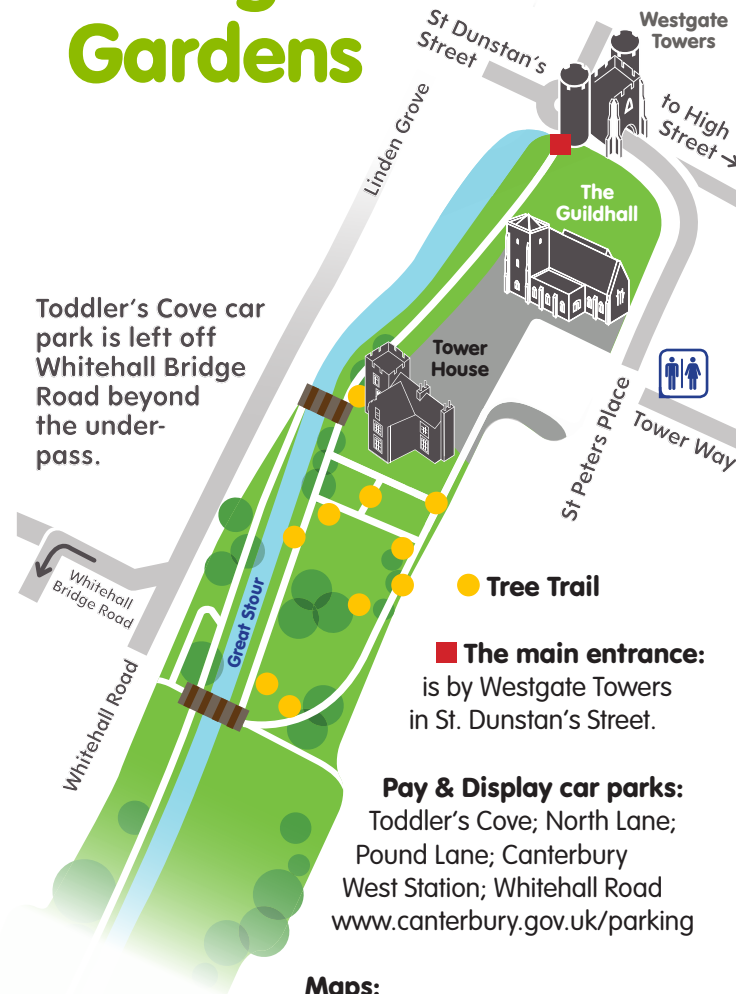 Gardens
St Dunstan's
Street
Westgate
Towers
to High
Street →
Linden Grove
The
Guildhall
Toddler's Cove car
park is left off
Whitehall Bridge
Road beyond
the under-
pass.
Tower
House
St Peters Place
Tower Way
Whitehall
Bridge Road
Great Stour
Whitehall Road
Tree Trail
The main entrance:
is by Westgate Towers
in St. Dunstan's Street.
Pay & Display car parks:
Toddler's Cove; North Lane;
Pound Lane; Canterbury
West Station; Whitehall Road
www.canterbury.gov.uk/parking
Maps: